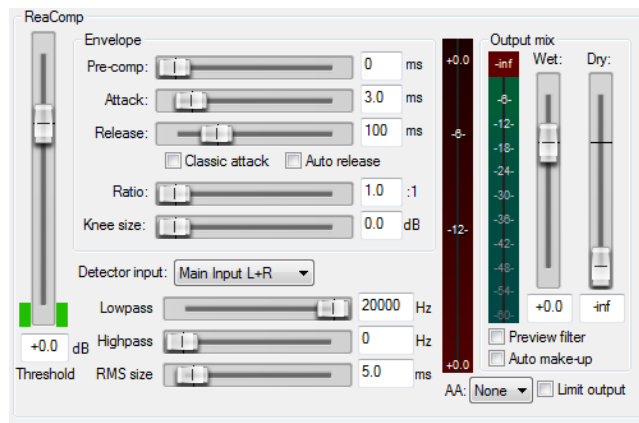 ReaComp
Envelope
Pre-comp: 0 ms
Attack: 3.0 ms
Release: 100 ms
Classic attack Auto release
Ratio: 1.0 :1
Knee size: 0.0 dB
Detector input: Main Input L+R
Lowpass 20000 Hz
Highpass 0 Hz
RMS size 5.0 ms
+0.0 dB
Threshold
+0.0
-6-
-12-
+0.0
AA: None Limit output
Output mix
Wet: Dry:
-inf
-6-
-12-
-18-
-24-
-30-
-36-
-42-
-48-
-54-
-60-
+0.0 -inf
Preview filter
Auto make-up